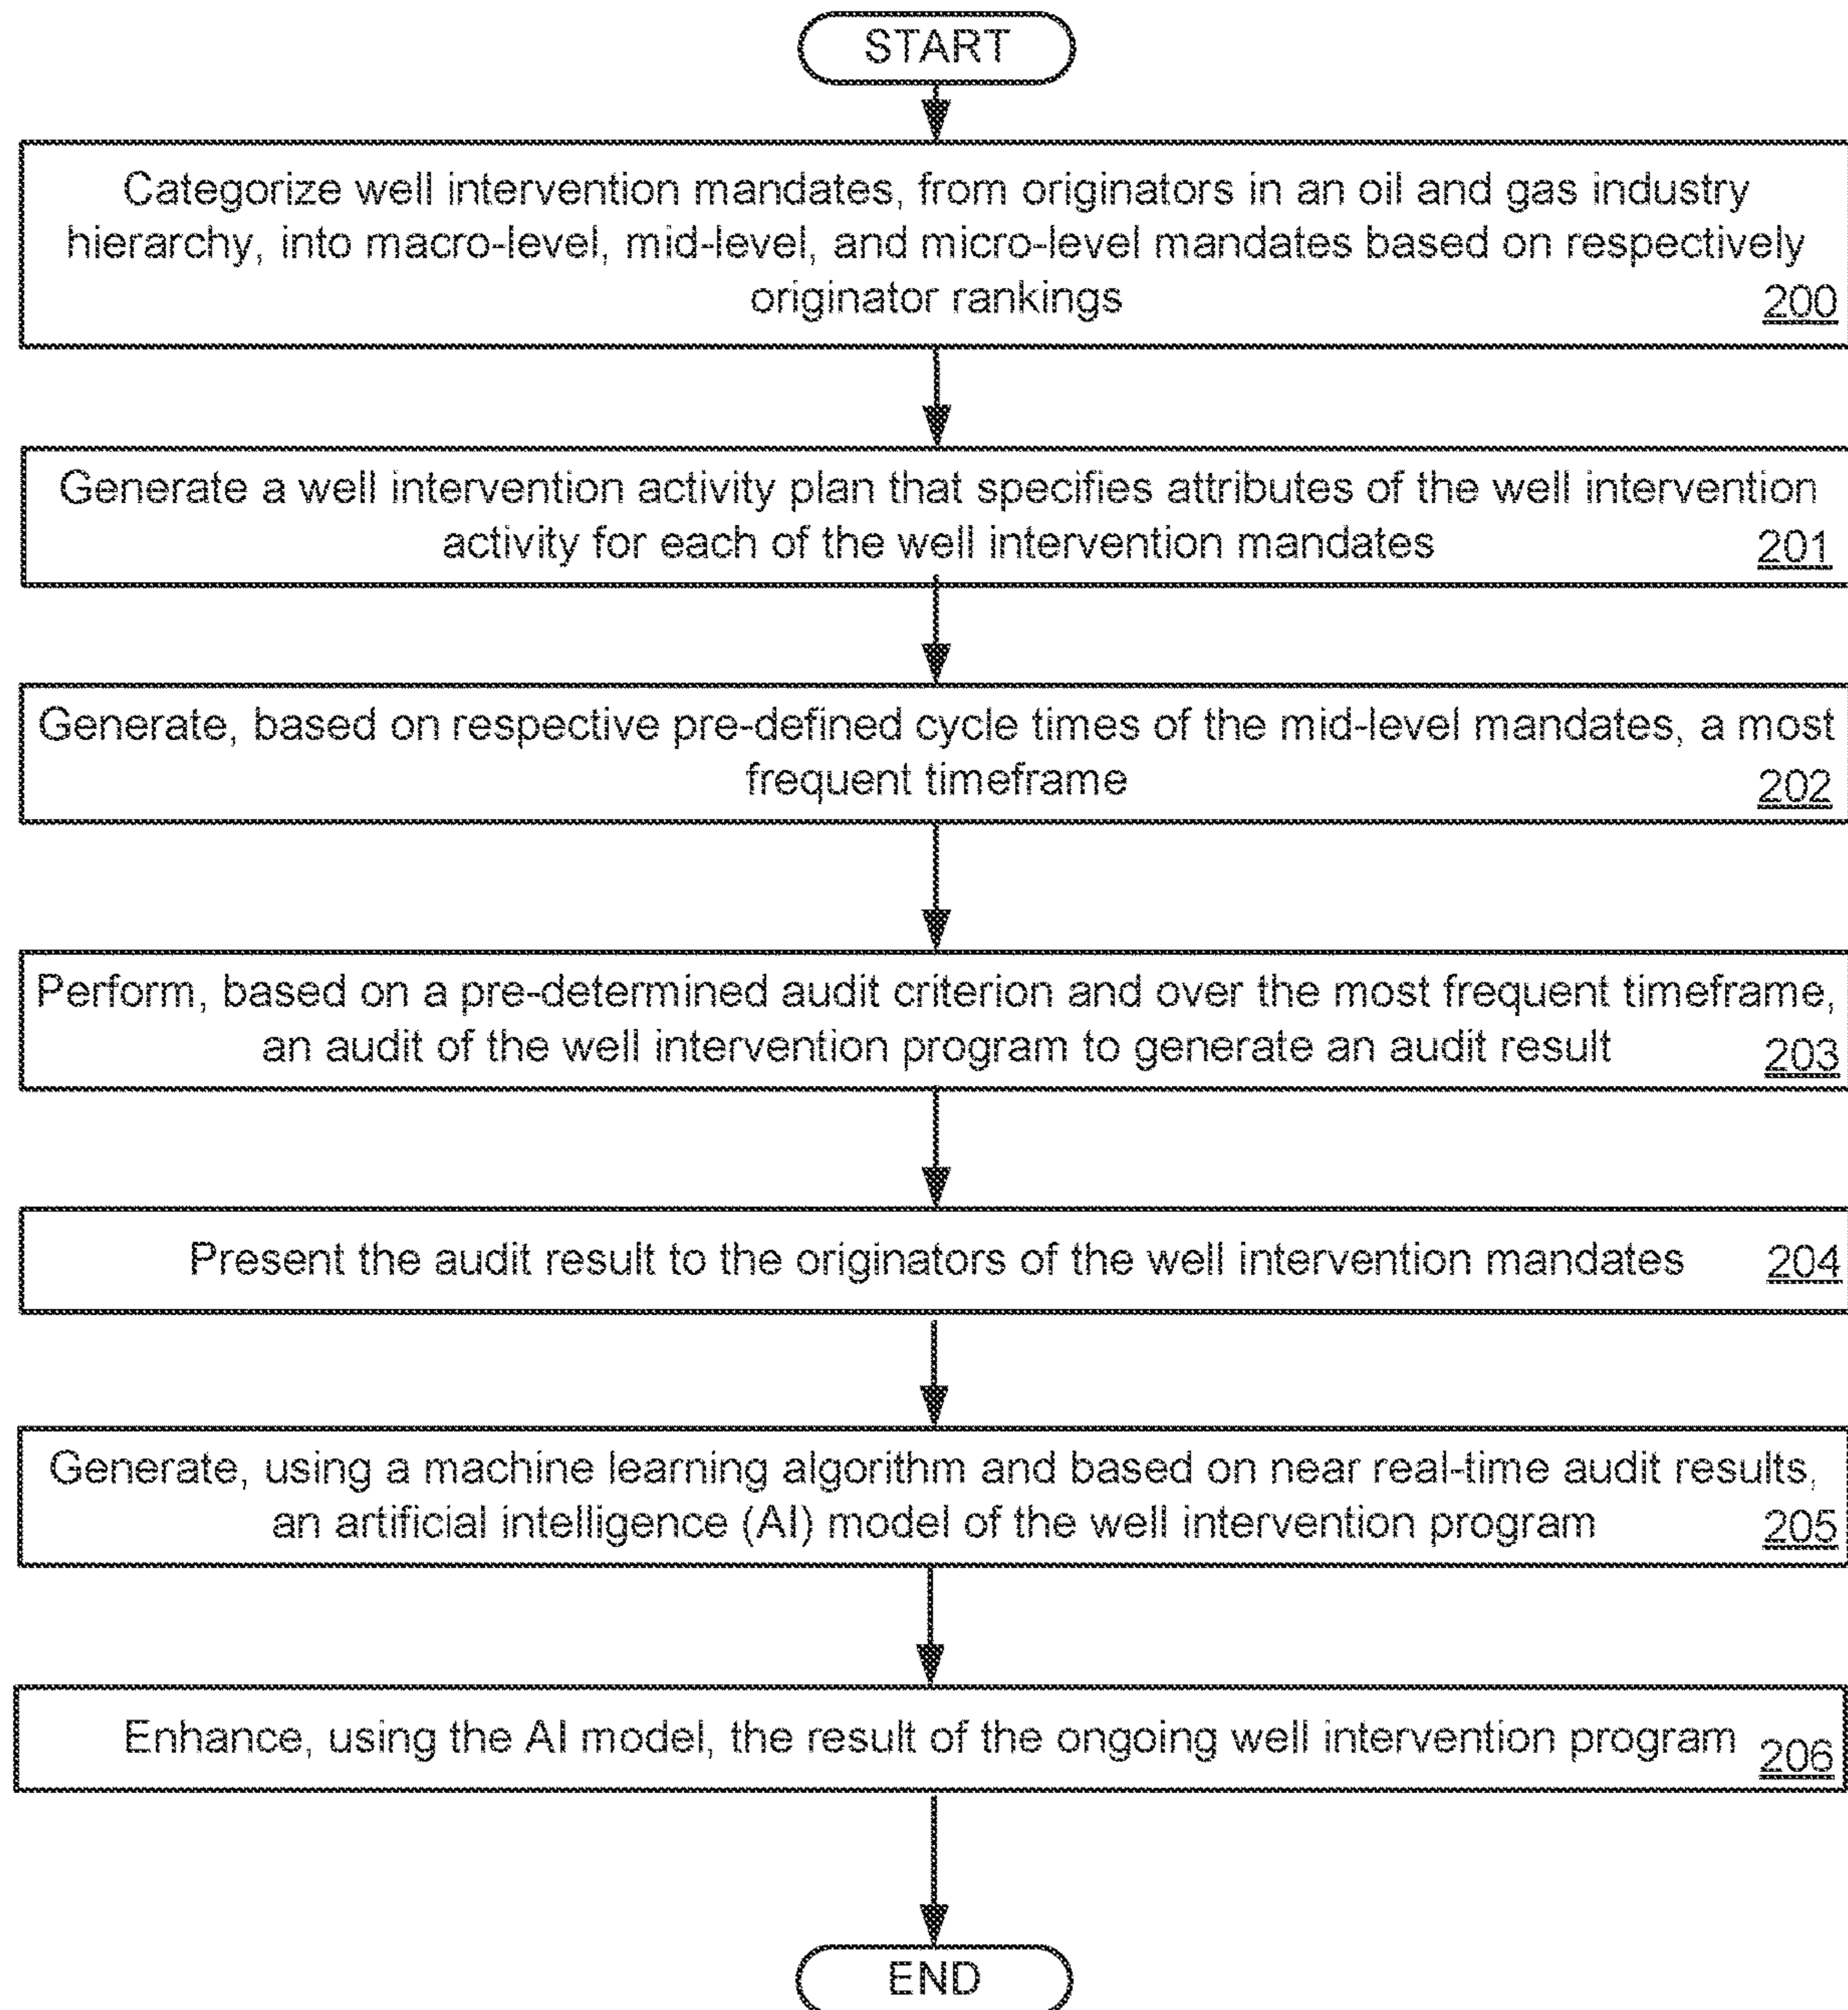 START
Categorize well intervention mandates, from originators in an oil and gas industry
hierarchy, into macro-level, mid-level, and micro-level mandates based on respectively
originator rankings
200
Generate a well intervention activity plan that specifies attributes of the well intervention
activity for each of the well intervention mandates
201
Generate, based on respective pre-defined cycle times of the mid-level mandates, a most
frequent timeframe
202
Perform, based on a pre-determined audit criterion and over the most frequent timeframe,
an audit of the well intervention program to generate an audit result
203
Present the audit result to the originators of the well intervention mandates
204
Generate, using a machine learning algorithm and based on near real-time audit results,
an artificial intelligence (AI) model of the well intervention program
205
Enhance, using the AI model, the result of the ongoing well intervention program
206
END